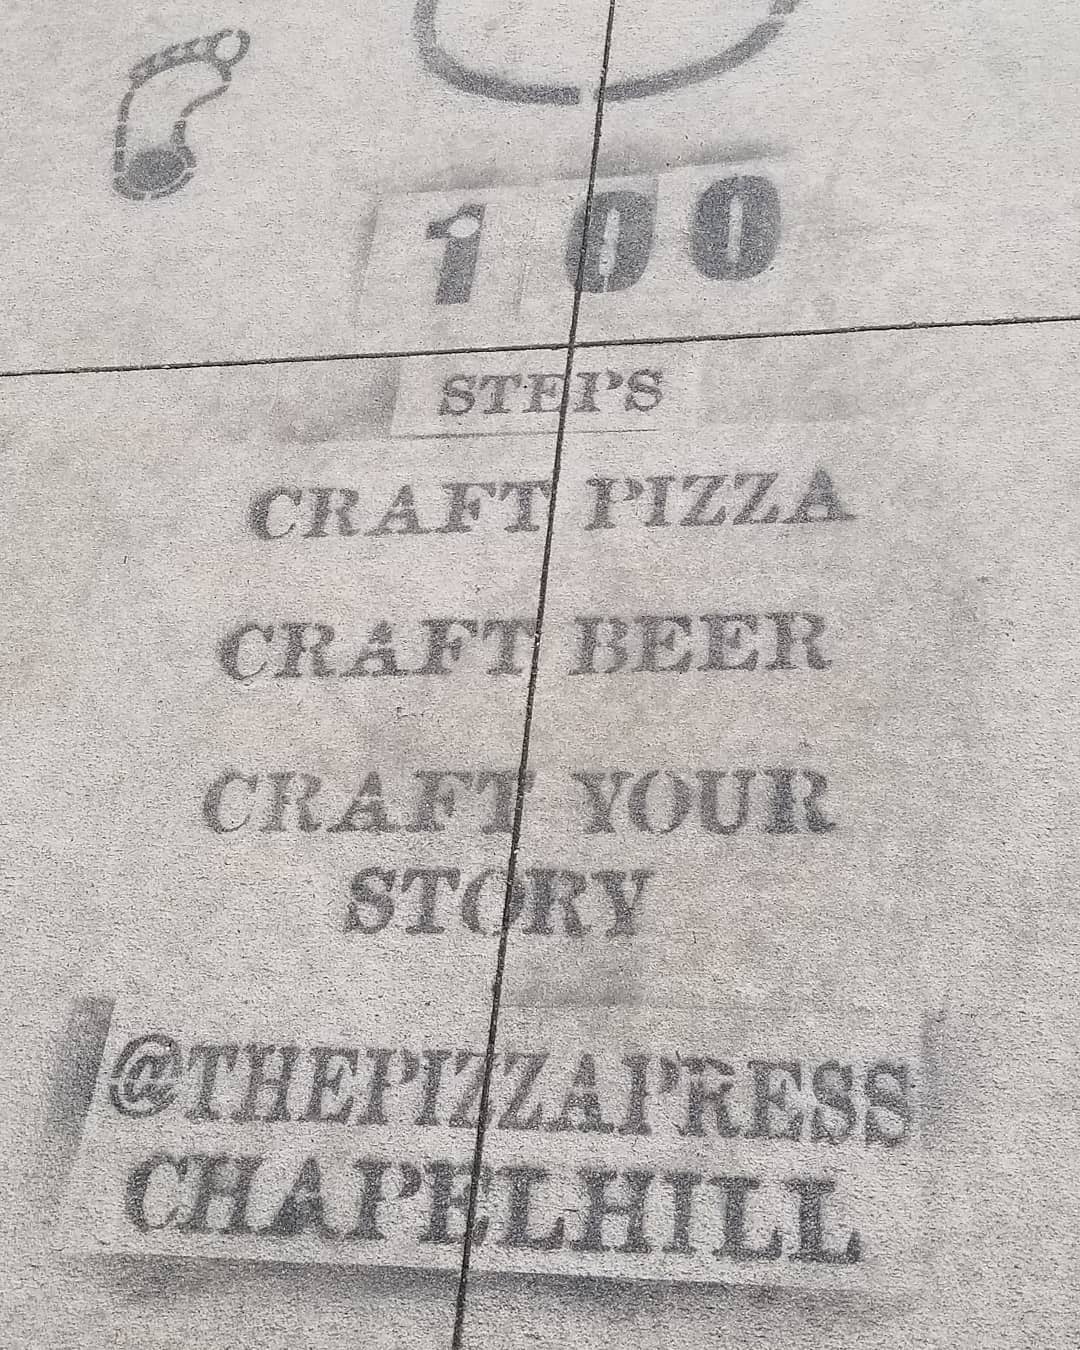 100
STEPS
CRAFT PIZZA
CRAFT BEER
CRAFT YOUR
STORY
@THEPIZZAPRESS
CHAPELHILL